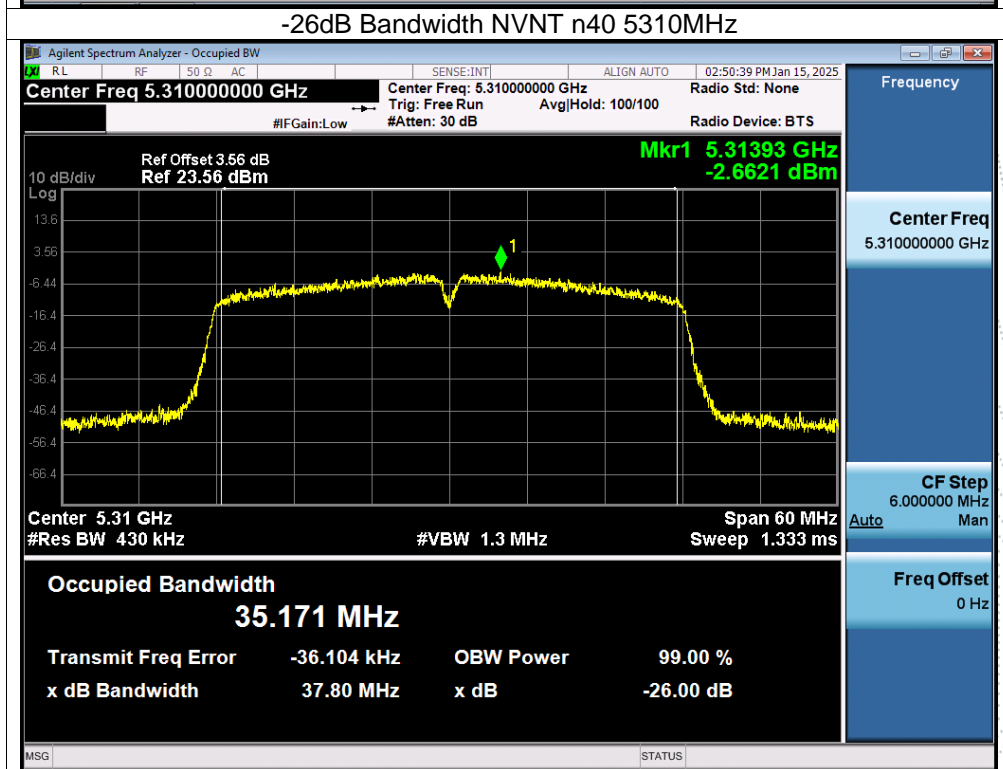 -26dB Bandwidth NVNT n40 5310MHz
Agilent Spectrum Analyzer - Occupied BW
LXI RL RF 50 Ω AC SENSE:INT ALIGN AUTO 02:50:39 PM Jan 15, 2025
Center Freq 5.310000000 GHz
Center Freq: 5.310000000 GHz Radio Std: None
Trig: Free Run Avg|Hold: 100/100
#IFGain:Low #Atten: 30 dB Radio Device: BTS
Mkr1 5.31393 GHz
-2.6621 dBm
Ref Offset 3.56 dB
10 dB/div Ref 23.56 dBm
Log
13.6
3.56
-6.44
-16.4
-26.4
-36.4
-46.4
-56.4
-66.4
1
Center 5.31 GHz Span 60 MHz
#Res BW 430 kHz #VBW 1.3 MHz Sweep 1.333 ms
Occupied Bandwidth
35.171 MHz
Transmit Freq Error -36.104 kHz OBW Power 99.00 %
x dB Bandwidth 37.80 MHz x dB -26.00 dB
Frequency
Center Freq
5.310000000 GHz
CF Step
6.000000 MHz
Auto Man
Freq Offset
0 Hz
MSG STATUS